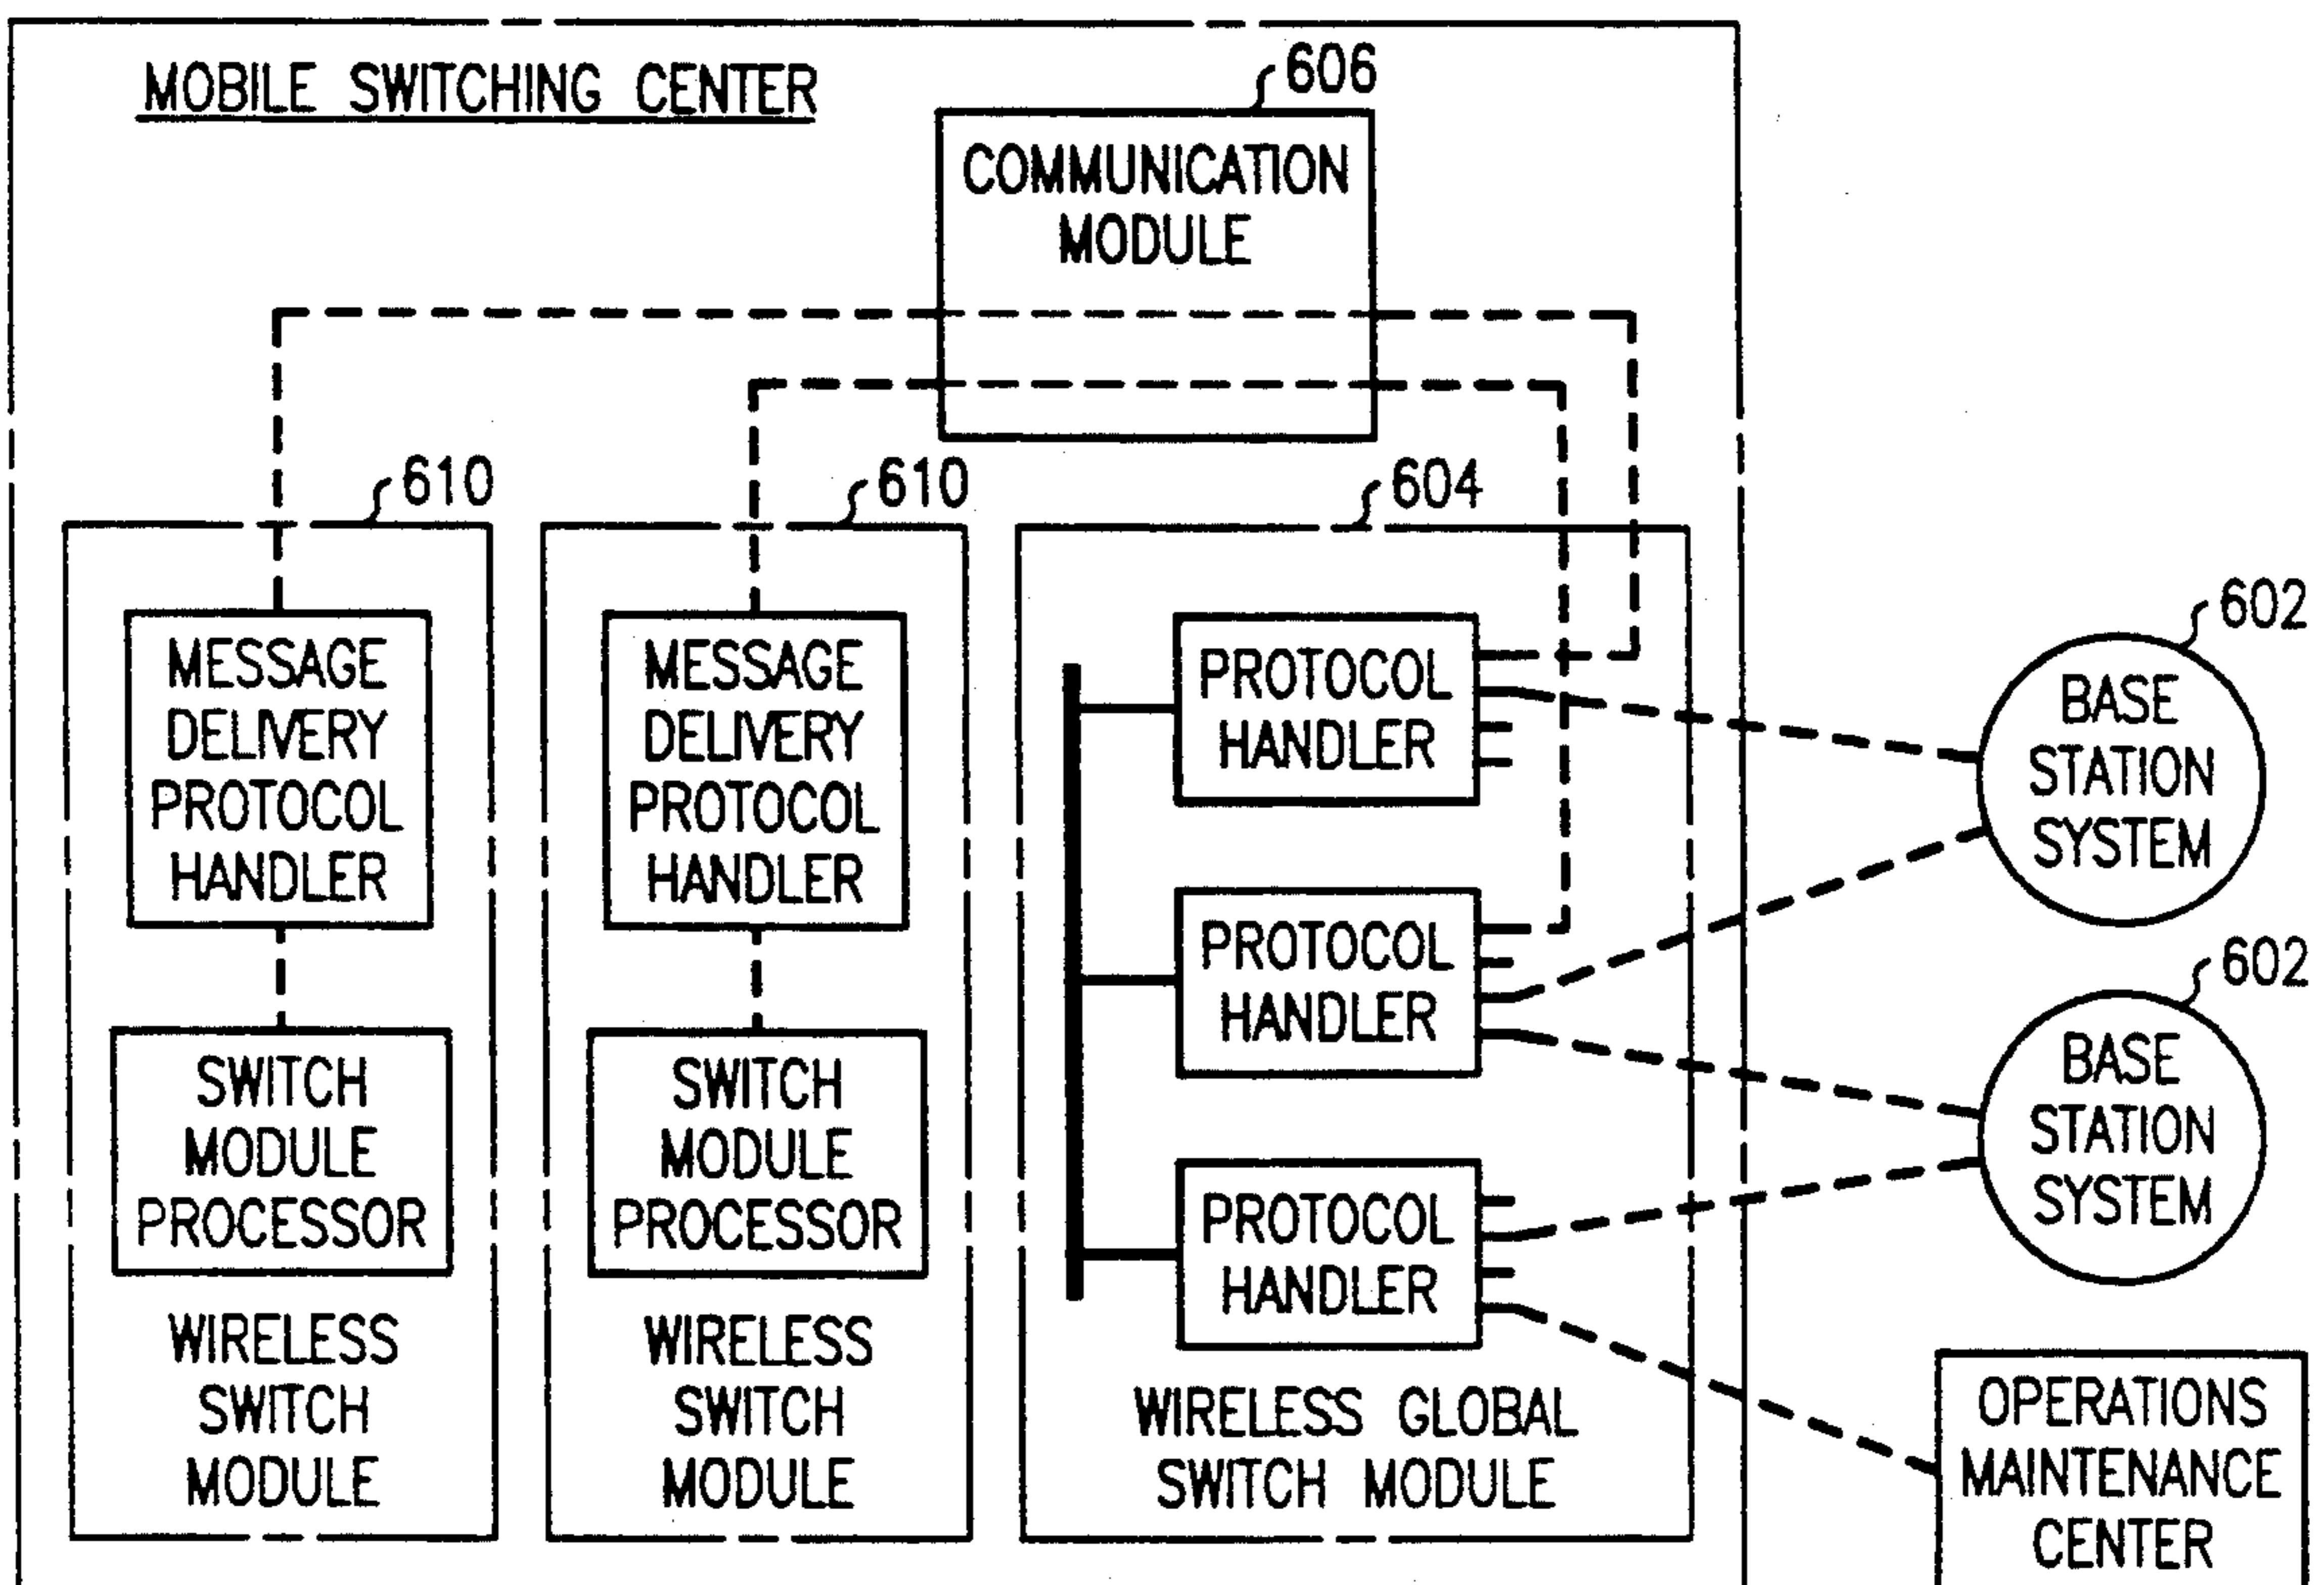 MOBILE SWITCHING CENTER
606
COMMUNICATION
MODULE
610
610
604
MESSAGE
DELIVERY
PROTOCOL
HANDLER
SWITCH
MODULE
PROCESSOR
WIRELESS
SWITCH
MODULE
MESSAGE
DELIVERY
PROTOCOL
HANDLER
SWITCH
MODULE
PROCESSOR
WIRELESS
SWITCH
MODULE
PROTOCOL
HANDLER
PROTOCOL
HANDLER
PROTOCOL
HANDLER
WIRELESS GLOBAL
SWITCH MODULE
602
BASE
STATION
SYSTEM
602
BASE
STATION
SYSTEM
OPERATIONS
MAINTENANCE
CENTER